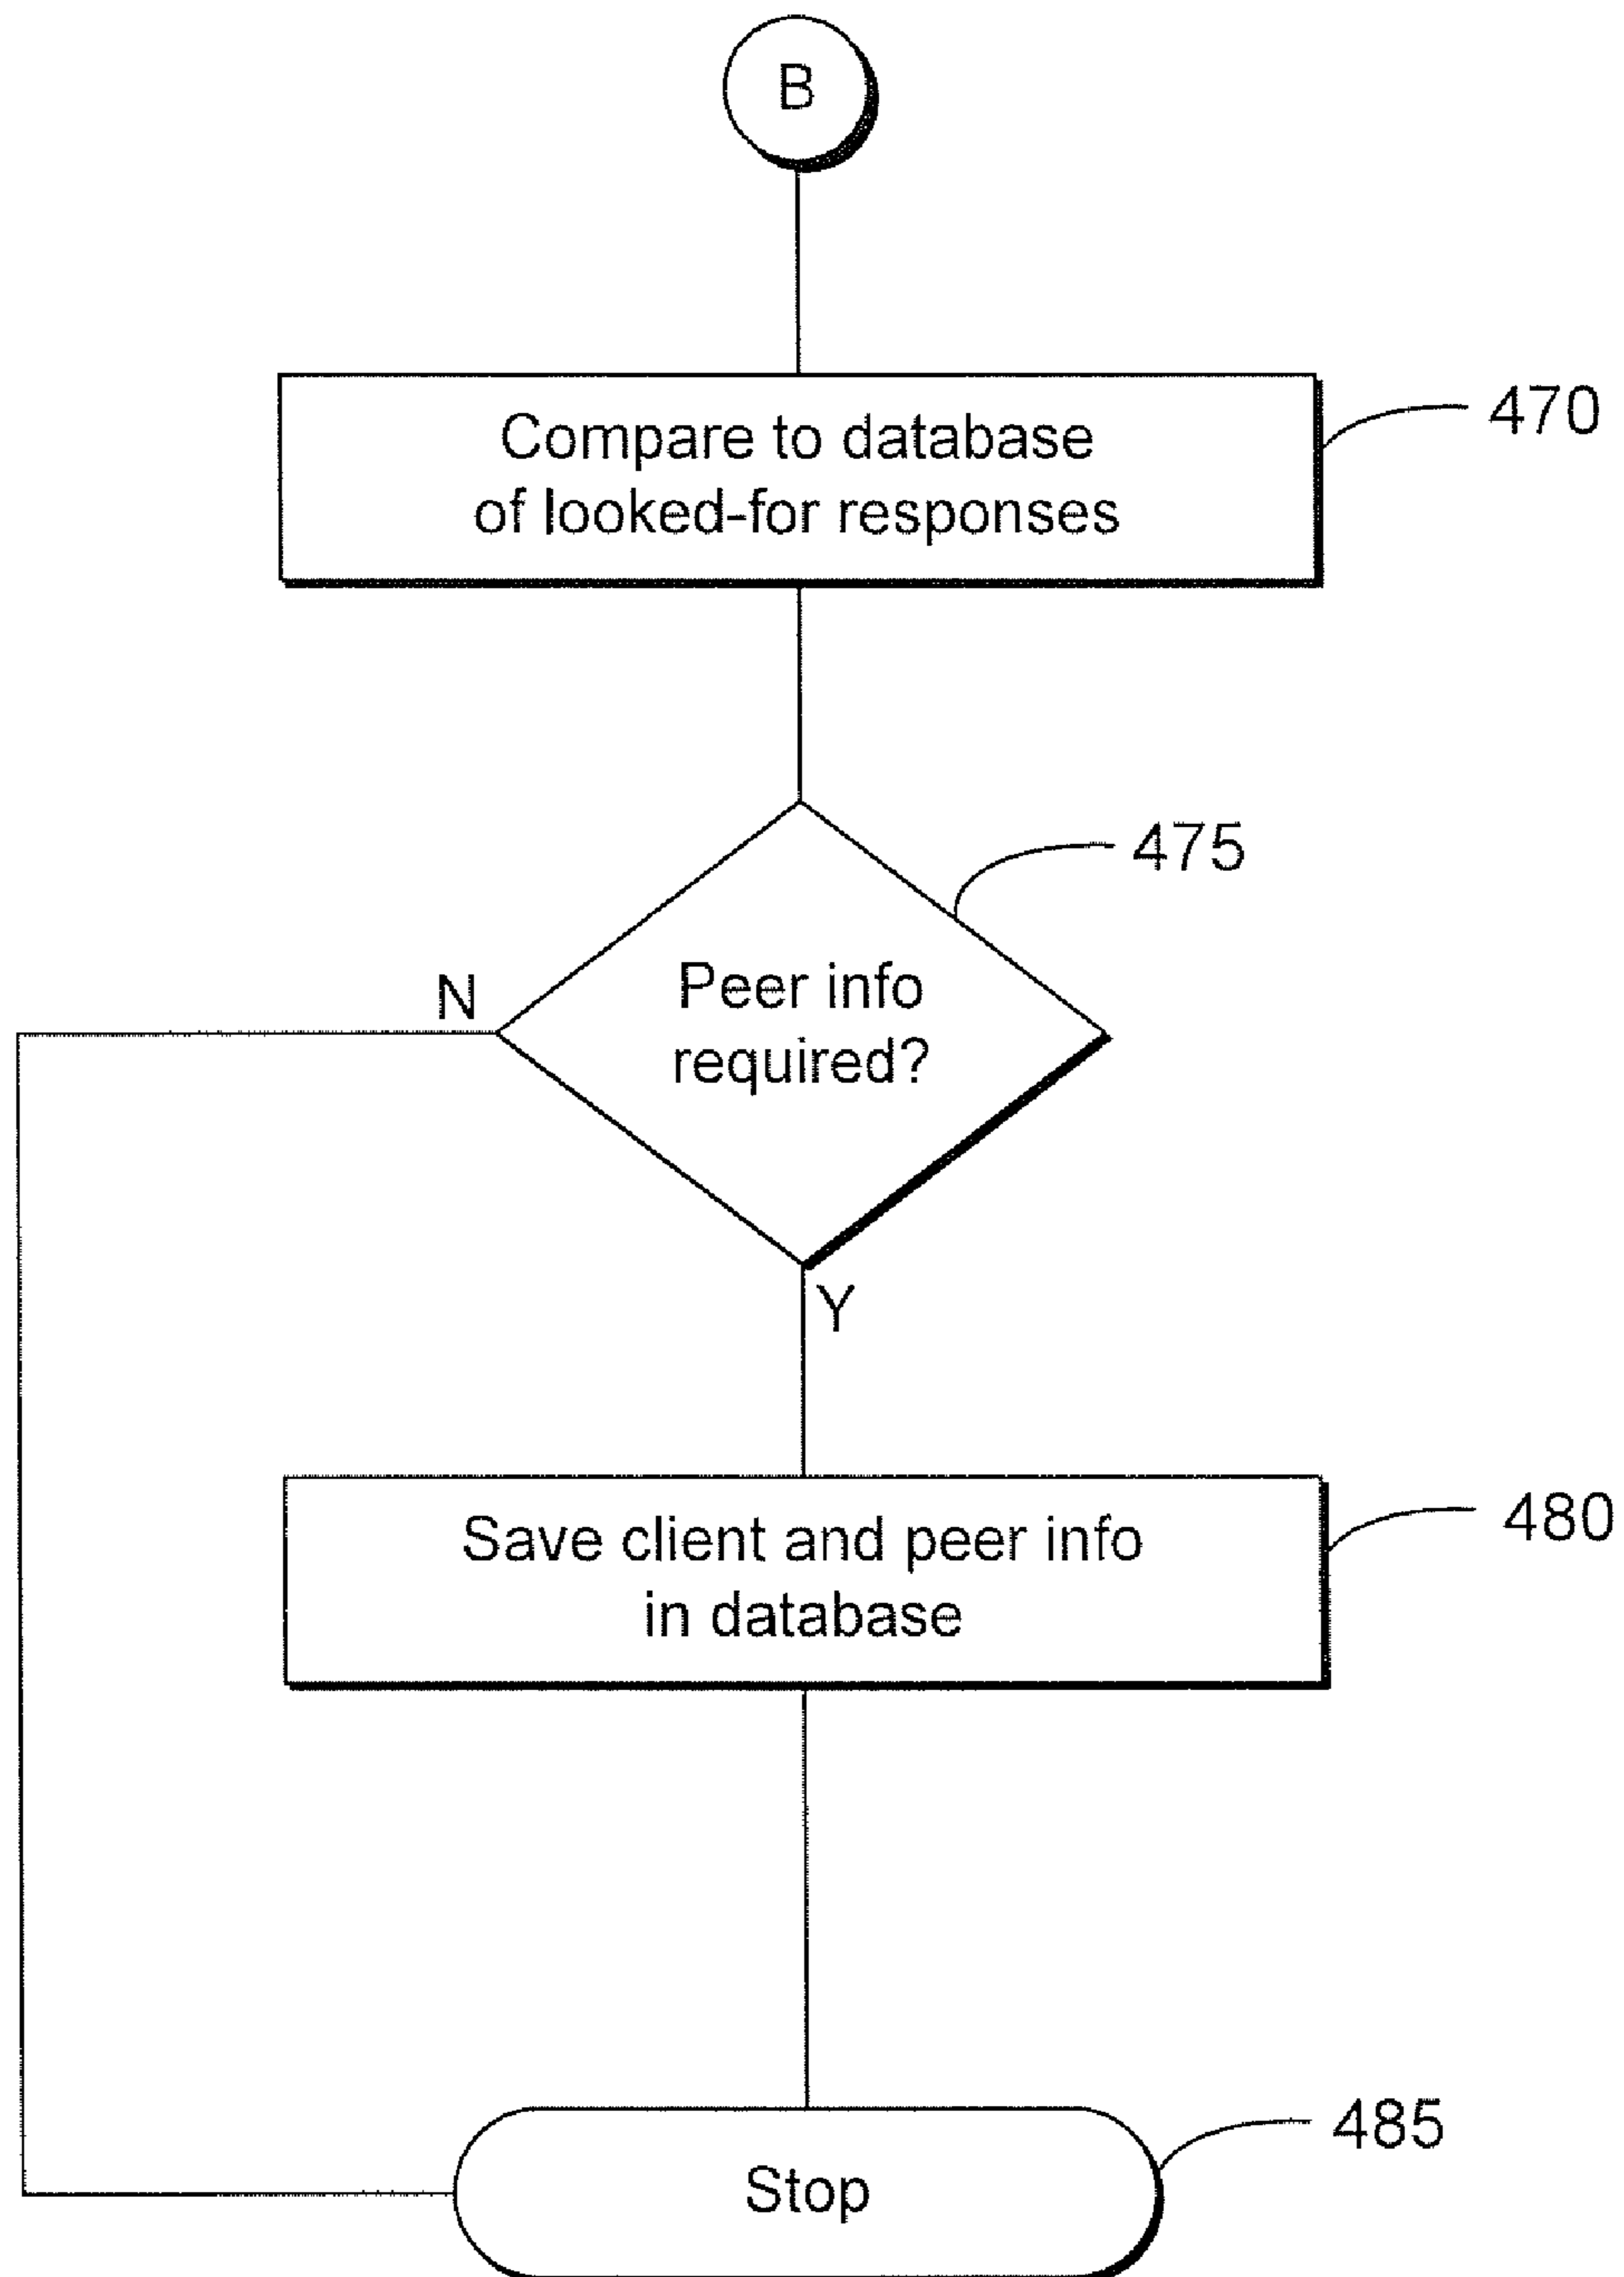 B
Compare to database
of looked-for responses
470
475
Peer info
required?
N
Y
Save client and peer info
in database
480
Stop
485